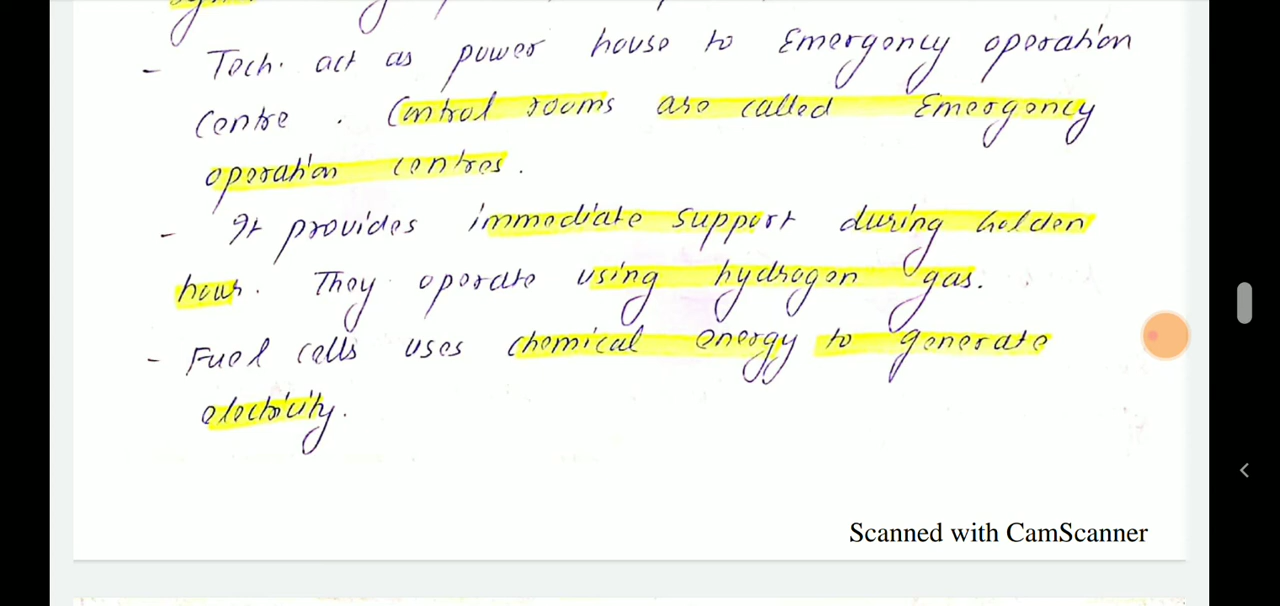 - Tech. act as power house to Emergency operation
centre. Control rooms are called Emergency
operation centres.
- It provides immediate support during golden
hour. They operate using hydrogen gas.
- Fuel cells uses chemical energy to generate
electricity.
Scanned with CamScanner